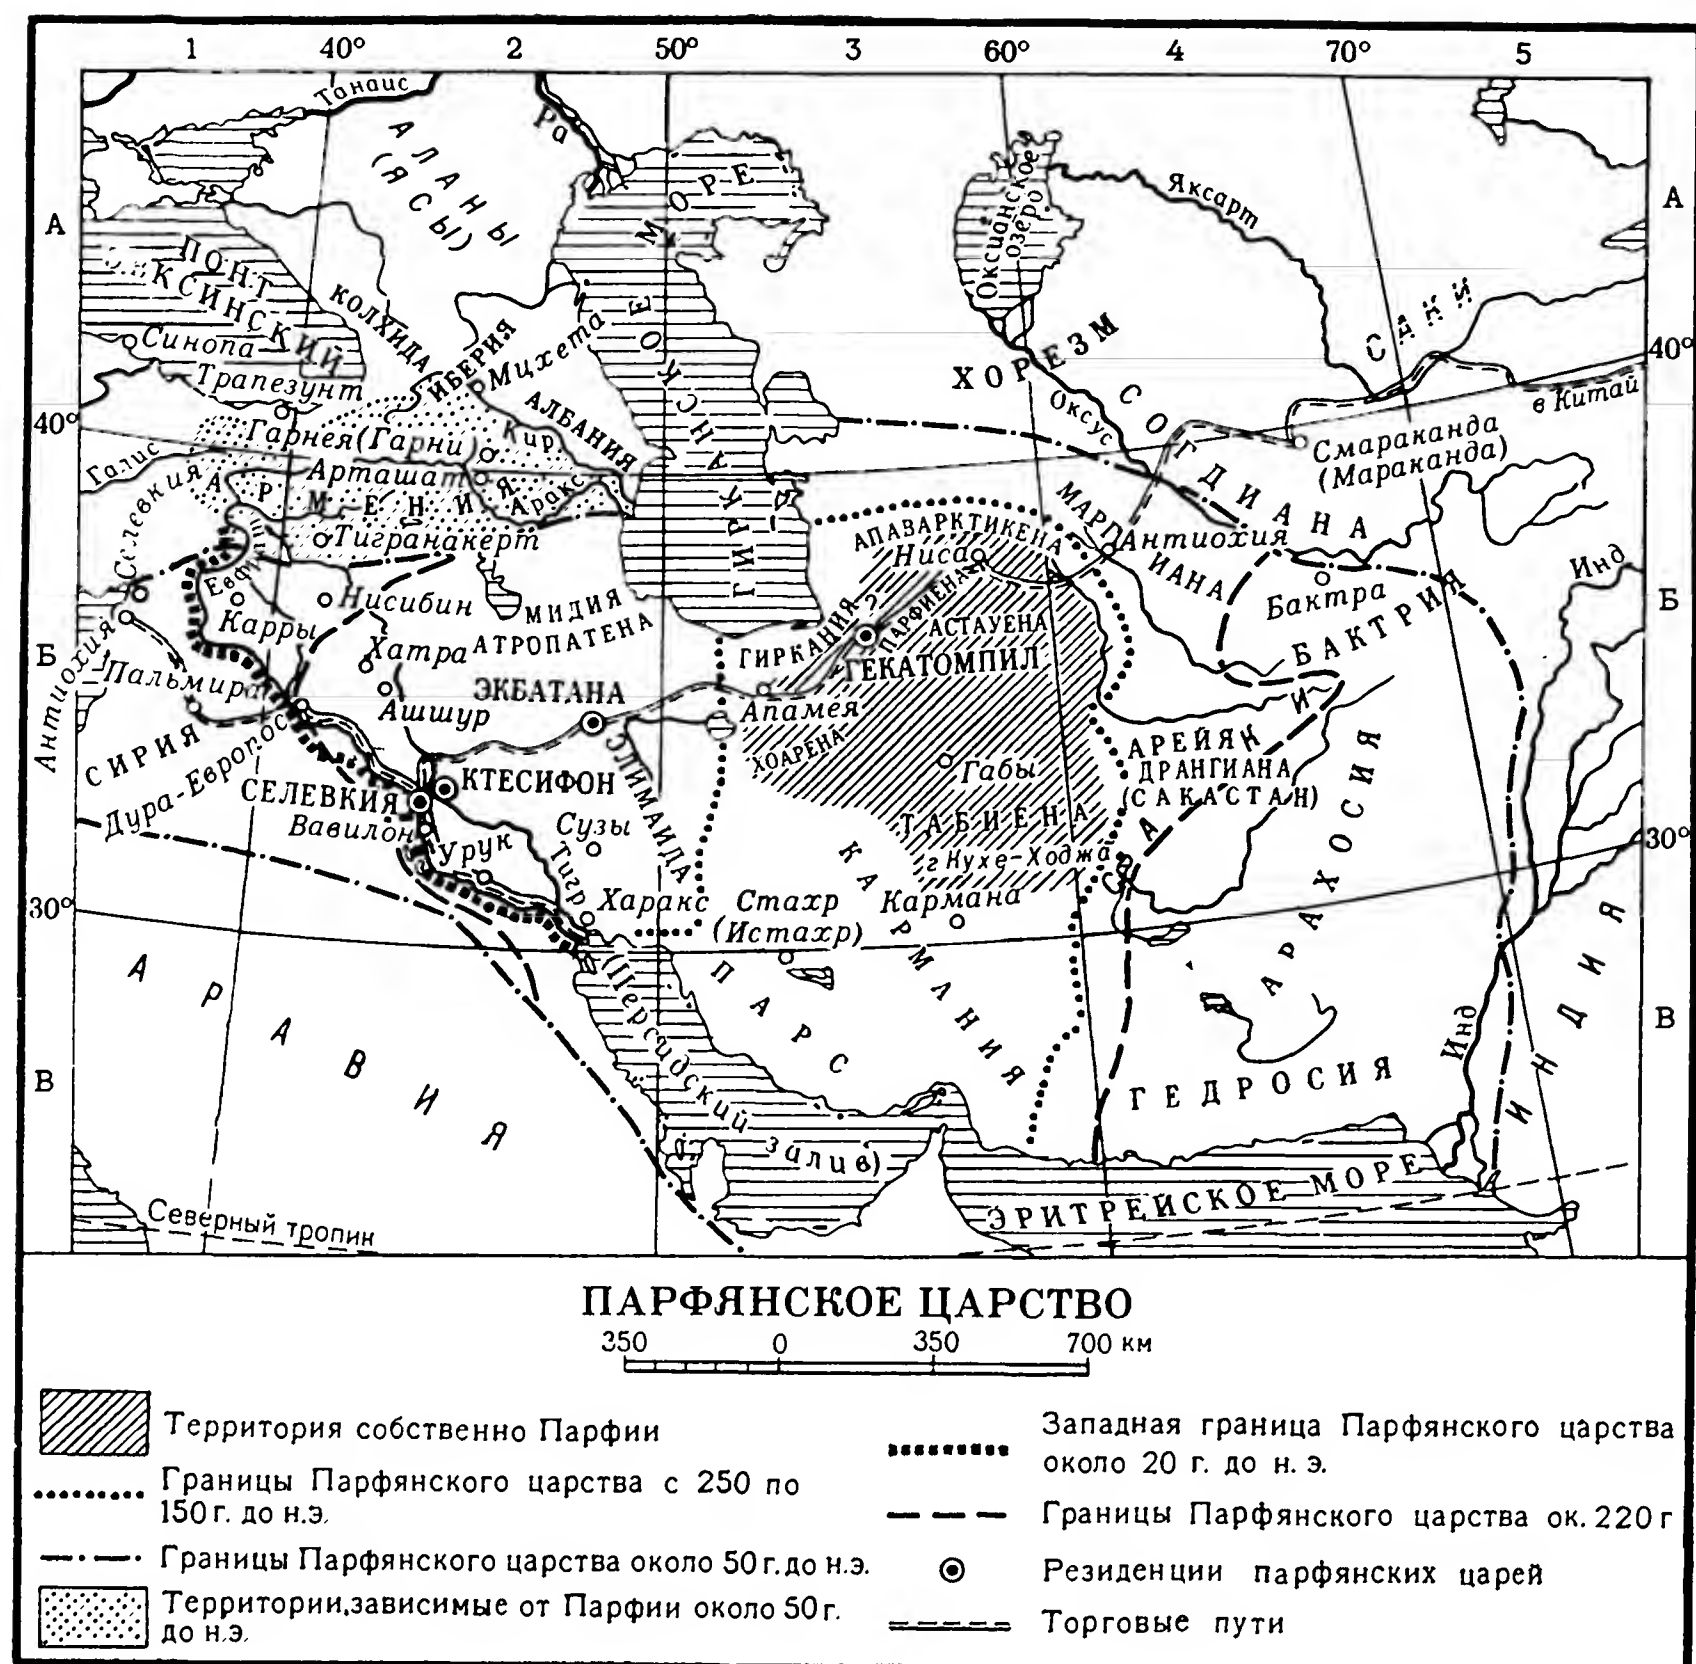 1 40° 2 50° 3 60° 4 70° 5
Танаис
Ра
АЛАНЫ
(ЯСЫ)
МОРЕ
Оксианское
озеро
Яксарт
А
А
ПОНТ
ЭВКСИНСКИЙ
КОЛХИДА
ИБЕРИЯ
Мцхета
САКИ
Синопа
Трапезунт
ГИРКАНСКОЕ
ХОРЕЗМ
40°
40°
Оксус
в Китай
АЛБАНИЯ
Гарнея (Гарни)
Кир
СОГДИАНА
Смараканда
(Мараканда)
Галис
Арташат
Аракс
АРМЕНИЯ
Селевкия
Тигранакерт
АПАВАРКТИКЕНА
МАРГИАНА
Ниса
Антиохия
Евфрат
Нисибин
МИДИЯ
АТРОПАТЕНА
Карры
Хатра
ГИРКАНИЯ
?
ПАРФИЕНА
АСТАУЕНА
ГЕКАТОМПИЛ
Бактра
БАКТРИЯ
Инд
Б
Б
Антиохия
Пальмира
ЭКБАТАНА
Ашшур
Апамея
ХОАРЕНА
САКИ
СИРИЯ
Дура-Европос
АРЕЙЯ
ДРАНГИАНА
(САКАСТАН)
Габы
КТЕСИФОН
СЕЛЕВКИЯ
ЭЛИМАИДА
Вавилон
Сузы
ТАБИЕНА
АРАХОСИЯ
30°
30°
Урук
Тигр
г. Кухе-Ходжа
Харакс
Стахр
(Истахр)
Кармана
КАРМАНИЯ
ПАРС
АРАВИЯ
(Персидский залив)
ГЕДРОСИЯ
Инд
ИНДИЯ
В
В
ЭРИТРЕЙСКОЕ МОРЕ
Северный тропик
ПАРФЯНСКОЕ ЦАРСТВО
350 0 350 700 км
Территория собственно Парфии
Границы Парфянского царства с 250 по
150 г. до н.э.
Границы Парфянского царства около 50 г. до н.э.
Территории, зависимые от Парфии около 50 г.
до н.э.
Западная граница Парфянского царства
около 20 г. до н. э.
Границы Парфянского царства ок. 220 г
Резиденции парфянских царей
Торговые пути